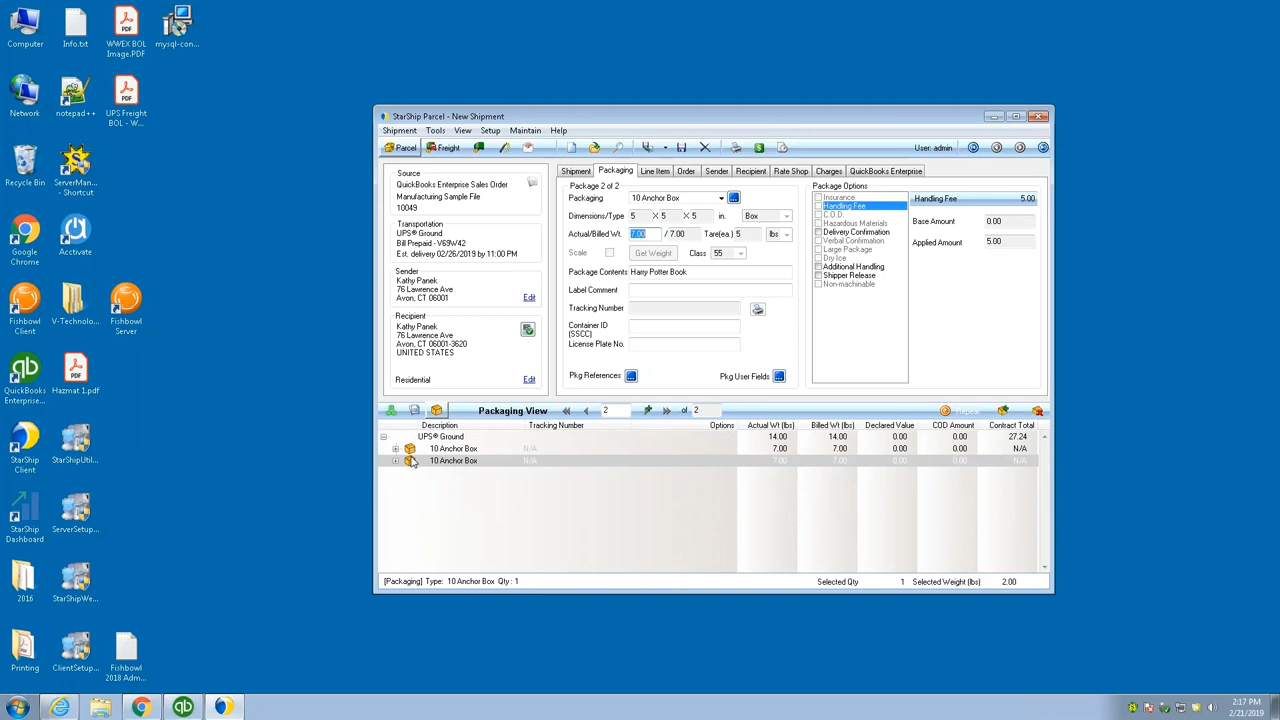 Computer
Info.txt
WWEX BOL
Image.PDF
mysql-con...
Network
notepad++
UPS Freight
BOL - W...
Recycle Bin
ServerMan...
- Shortcut
Google
Chrome
Acctivate
Fishbowl
Client
V-Technolo...
Fishbowl
Server
QuickBooks
Enterprise...
Hazmat 1.pdf
StarShip
Client
StarShipUtil...
StarShip
Dashboard
ServerSetup...
2016
StarShipWe...
Printing
ClientSetup...
Fishbowl
2018 Adm...
StarShip Parcel - New Shipment
Shipment Tools View Setup Maintain Help
Parcel Freight User: admin
Source
QuickBooks Enterprise Sales Order
Manufacturing Sample File
10049
Transportation
UPS® Ground
Bill Prepaid - V69W42
Est. delivery 02/26/2019 by 11:00 PM
Sender
Kathy Panek
76 Lawrence Ave
Avon, CT 06001
Edit
Recipient
Kathy Panek
76 Lawrence Ave
Avon, CT 06001-3620
UNITED STATES
Residential Edit
Shipment Packaging Line Item Order Sender Recipient Rate Shop Charges QuickBooks Enterprise
Package 2 of 2
Packaging 10 Anchor Box
Dimensions/Type 5 X 5 X 5 in. Box
Actual/Billed Wt. 7.00 / 7.00 Tare(ea.) 5 lbs
Scale Get Weight Class 55
Package Contents Harry Potter Book
Label Comment
Tracking Number
Container ID
(SSCC)
License Plate No.
Pkg References Pkg User Fields
Package Options
Insurance
Handling Fee
C.O.D.
Hazardous Materials
Delivery Confirmation
Verbal Confirmation
Large Package
Dry Ice
Additional Handling
Shipper Release
Non-machinable
Handling Fee 5.00
Base Amount 0.00
Applied Amount 5.00
Packaging View 2 of 2 Repeat
Description Tracking Number Options Actual Wt (lbs) Billed Wt (lbs) Declared Value COD Amount Contract Total
UPS® Ground 14.00 14.00 0.00 0.00 27.24
10 Anchor Box N/A 7.00 7.00 0.00 0.00 N/A
10 Anchor Box N/A 7.00 7.00 0.00 0.00 N/A
[Packaging] Type: 10 Anchor Box Qty : 1 Selected Qty 1 Selected Weight (lbs) 2.00
2:17 PM
2/21/2019